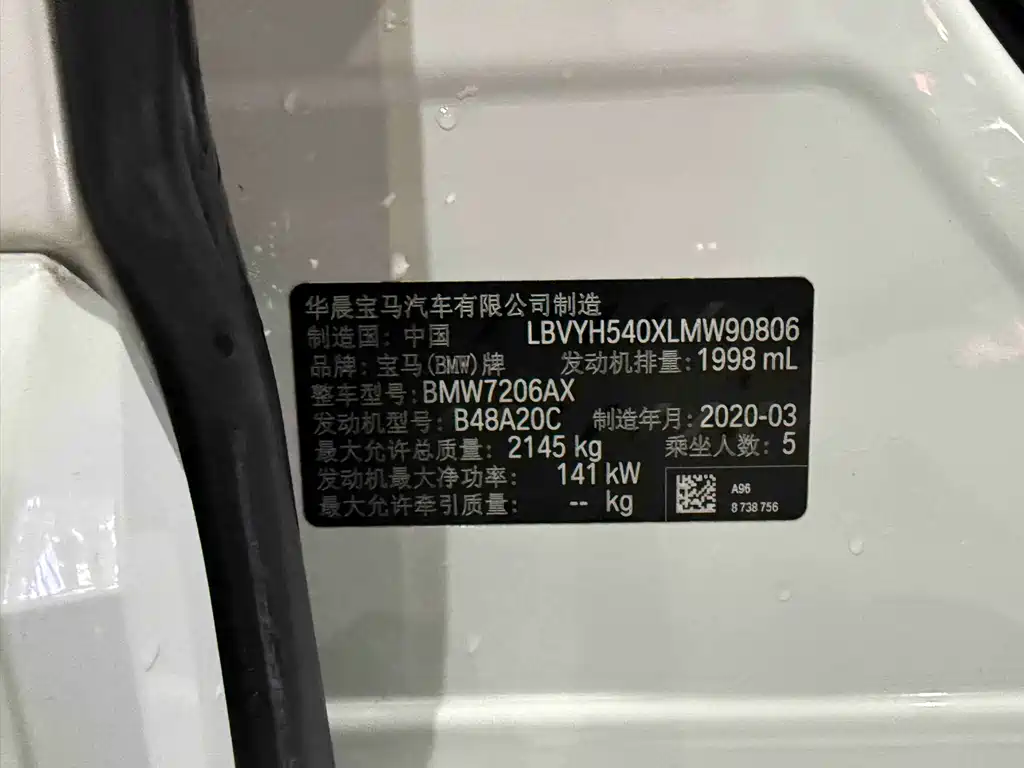 华晨宝马汽车有限公司制造
制造国: 中国 LBVYH540XLMW90806
品牌: 宝马(BMW)牌 发动机排量: 1998 mL
整车型号: BMW7206AX
发动机型号: B48A20C 制造年月: 2020-03
最大允许总质量: 2145 kg 乘坐人数: 5
发动机最大净功率: 141 kW
最大允许牵引质量: -- kg
A96
8 738 756